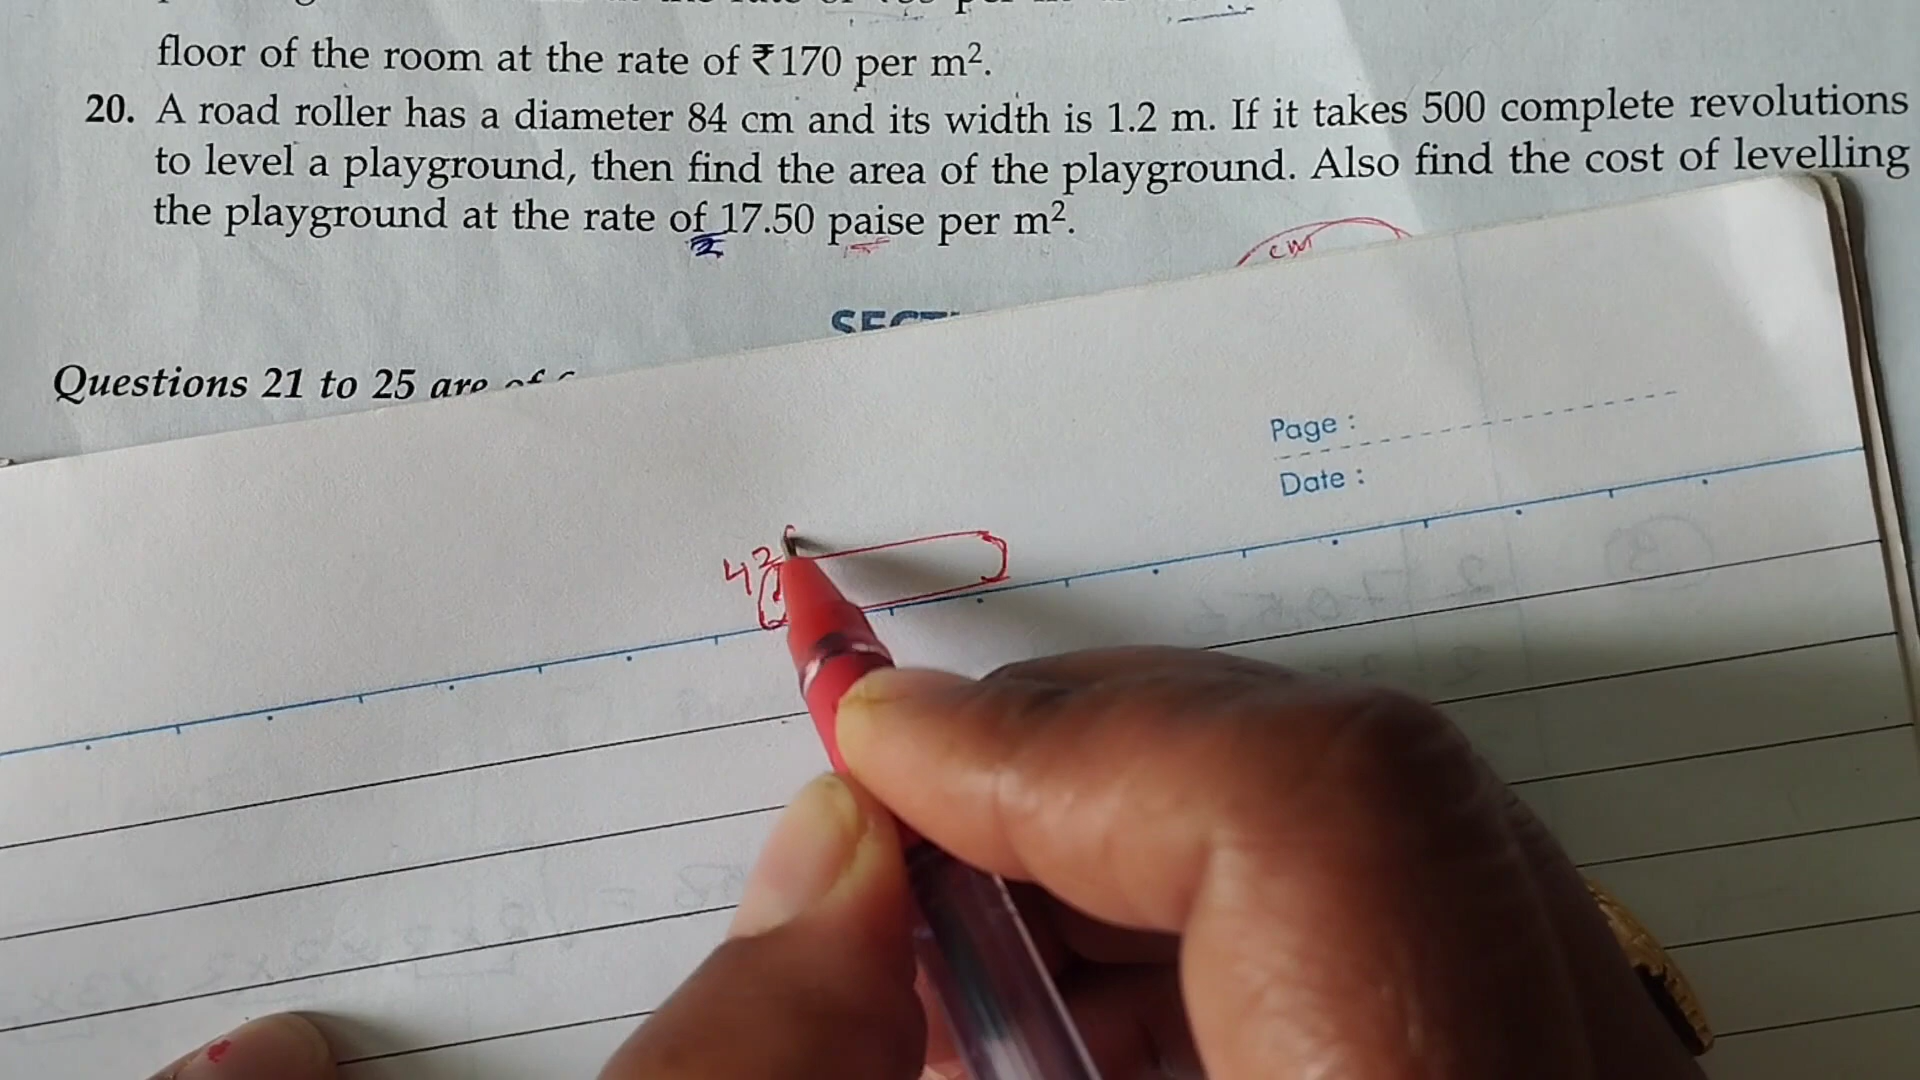 floor of the room at the rate of ₹170 per m².
20. A road roller has a diameter 84 cm and its width is 1.2 m. If it takes 500 complete revolutions
to level a playground, then find the area of the playground. Also find the cost of levelling
the playground at the rate of 17.50 paise per m².
cm
Questions 21 to 25 are of
Page :
Date :
42